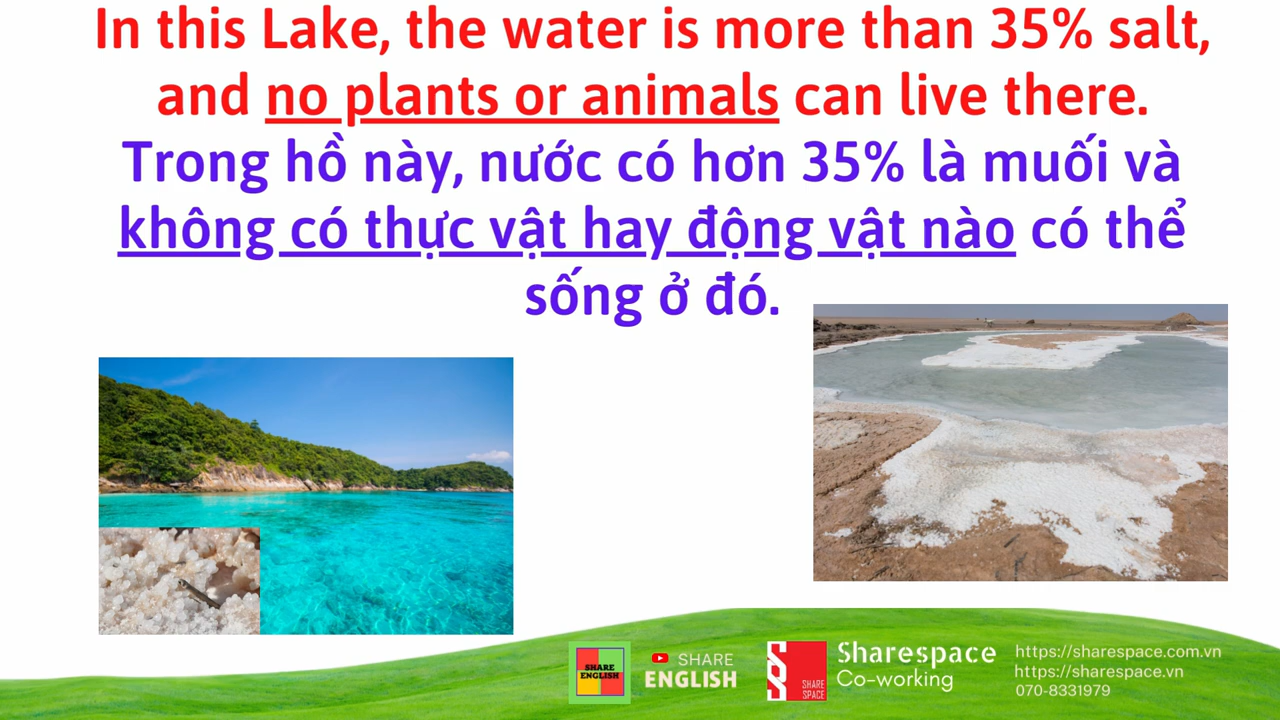 In this Lake, the water is more than 35% salt,
and no plants or animals can live there.
Trong hồ này, nước có hơn 35% là muối và
không có thực vật hay động vật nào có thể
sống ở đó.
SHARE
ENGLISH
SHARE
ENGLISH
SHARE
SPACE
Sharespace
Co-working
https://sharespace.com.vn
https://sharespace.vn
070-8331979